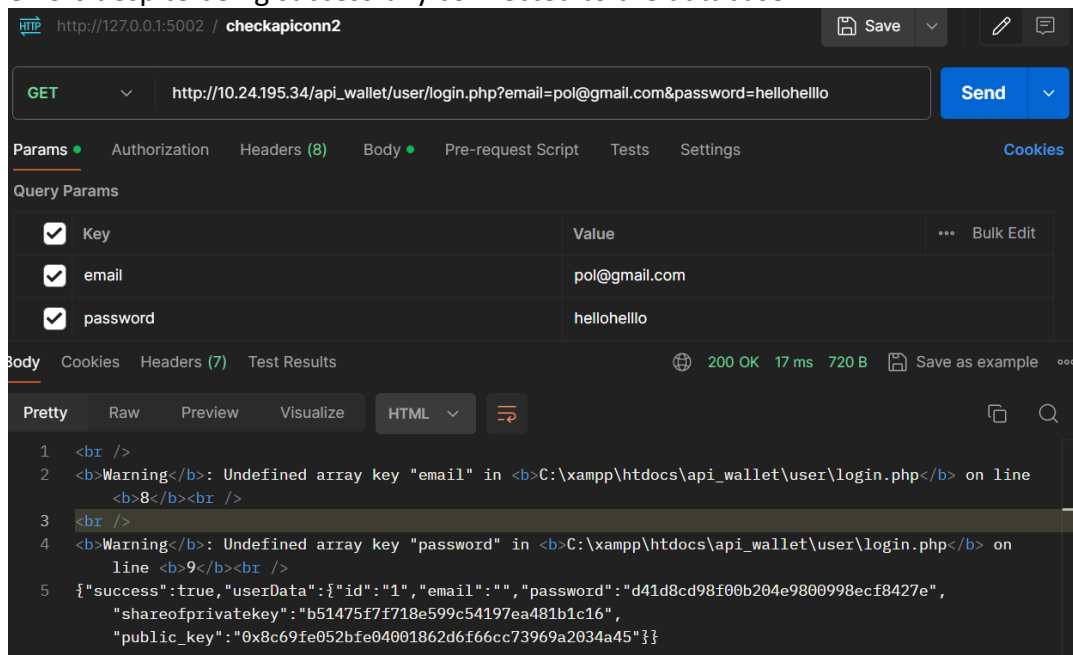 HTTP http://127.0.0.1:5002 / checkapiconn2 Save
GET http://10.24.195.34/api_wallet/user/login.php?email=pol@gmail.com&password=hellohelllo Send
Params Authorization Headers (8) Body Pre-request Script Tests Settings Cookies
Query Params
Key Value Bulk Edit
email pol@gmail.com
password hellohelllo
Body Cookies Headers (7) Test Results 200 OK 17 ms 720 B Save as example
Pretty Raw Preview Visualize HTML
1 <br />
2 <b>Warning</b>: Undefined array key "email" in <b>C:\xampp\htdocs\api_wallet\user\login.php</b> on line
<b>8</b><br />
3 <br />
4 <b>Warning</b>: Undefined array key "password" in <b>C:\xampp\htdocs\api_wallet\user\login.php</b> on
line <b>9</b><br />
5 {"success":true,"userData":{"id":"1","email":"","password":"d41d8cd98f00b204e9800998ecf8427e",
"shareofprivatekey":"b51475f7f718e599c54197ea481b1c16",
"public_key":"0x8c69fe052bfe04001862d6f66cc73969a2034a45"}}